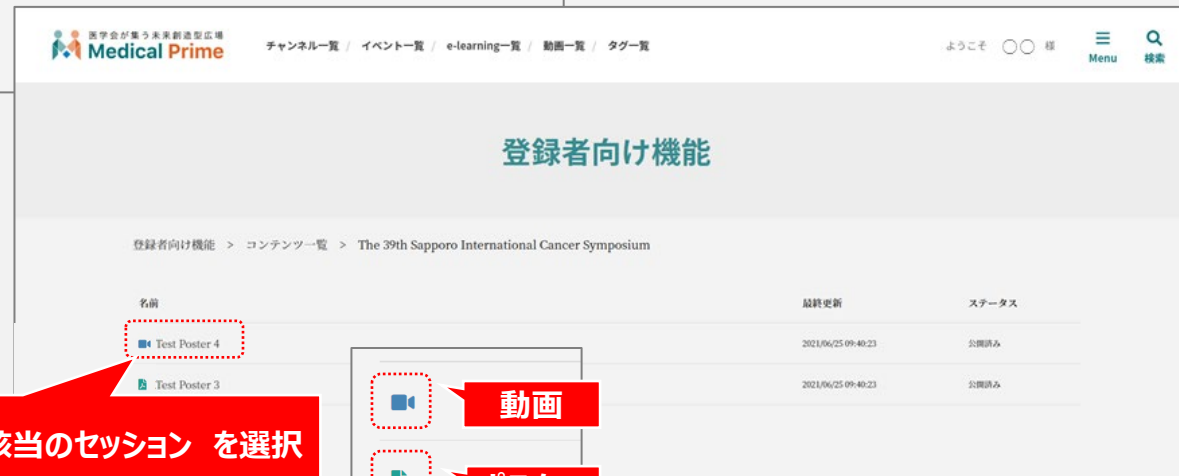 医学会が集う未来創造型広場
Medical Prime
チャンネル一覧 / イベント一覧 / e-learning一覧 / 動画一覧 / タグ一覧
ようこそ 〇〇 様
Menu
検索
登録者向け機能
登録者向け機能 > コンテンツ一覧 > The 39th Sapporo International Cancer Symposium
名前 最終更新 ステータス
Test Poster 4 2021/06/25 09:40:23 公開済み
Test Poster 3 2021/06/25 09:40:23 公開済み
動画
当のセッション を選択